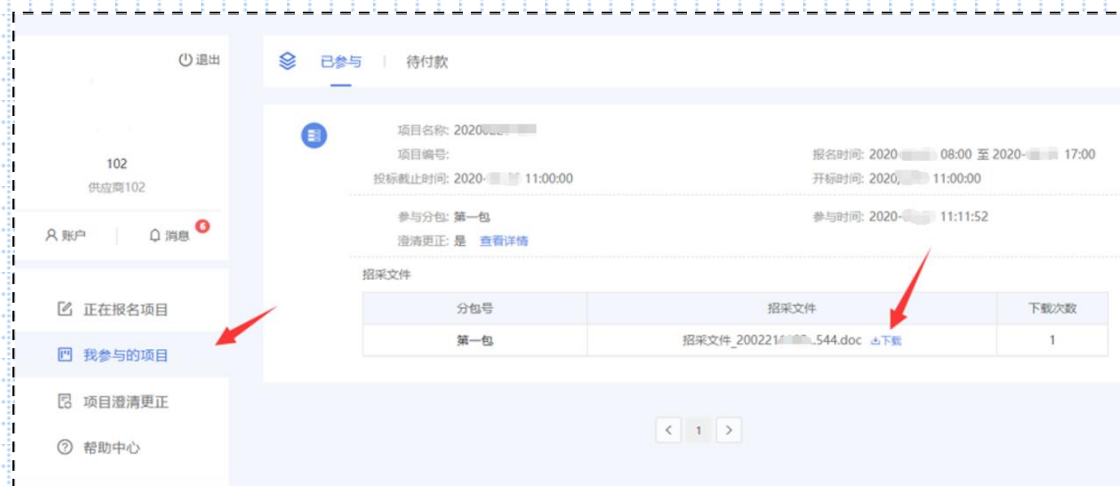 退出
已参与
待付款
项目名称: 2020
项目编号:
报名时间: 2020 08:00 至 2020- 17:00
投标截止时间: 2020- 11:00:00
开标时间: 2020 11:00:00
102
供应商102
参与分包: 第一包
参与时间: 2020- 11:11:52
账户
消息
6
澄清更正: 是 查看详情
招采文件
分包号 招采文件 下载次数
第一包 招采文件_200221 544.doc 下载 1
正在报名项目
我参与的项目
项目澄清更正
帮助中心
< 1 >